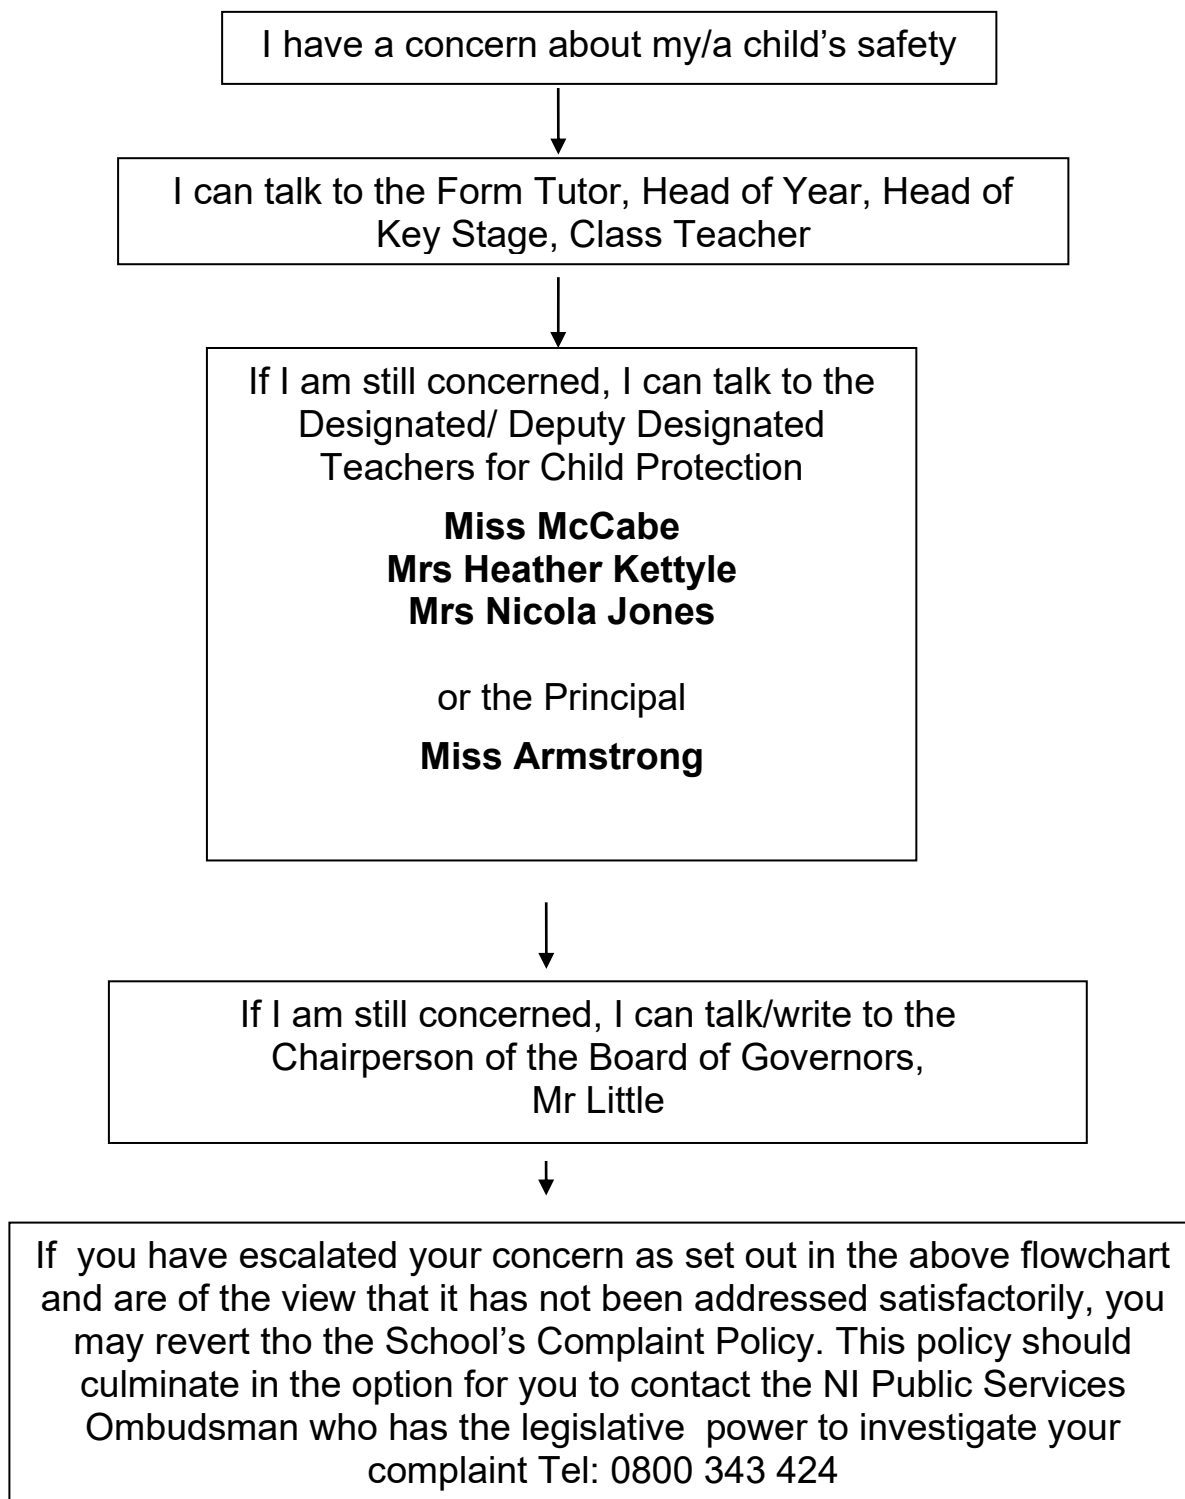 I have a concern about my/a child’s safety
I can talk to the Form Tutor, Head of Year, Head of
Key Stage, Class Teacher
If I am still concerned, I can talk to the
Designated/ Deputy Designated
Teachers for Child Protection
Miss McCabe
Mrs Heather Kettyle
Mrs Nicola Jones
or the Principal
Miss Armstrong
If I am still concerned, I can talk/write to the
Chairperson of the Board of Governors,
Mr Little
If  you have escalated your concern as set out in the above flowchart
and are of the view that it has not been addressed satisfactorily, you
may revert tho the School’s Complaint Policy. This policy should
culminate in the option for you to contact the NI Public Services
Ombudsman who has the legislative  power to investigate your
complaint Tel: 0800 343 424